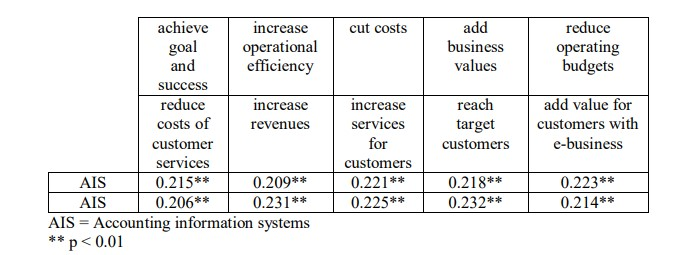 achieve goal and success increase operational efficiency cut costs add business values reduce operating budgets
reduce costs of customer services increase revenues increase services for customers reach target customers add value for customers with e-business
AIS 0.215** 0.209** 0.221** 0.218** 0.223**
AIS 0.206** 0.231** 0.225** 0.232** 0.214**
AIS = Accounting information systems
** p < 0.01